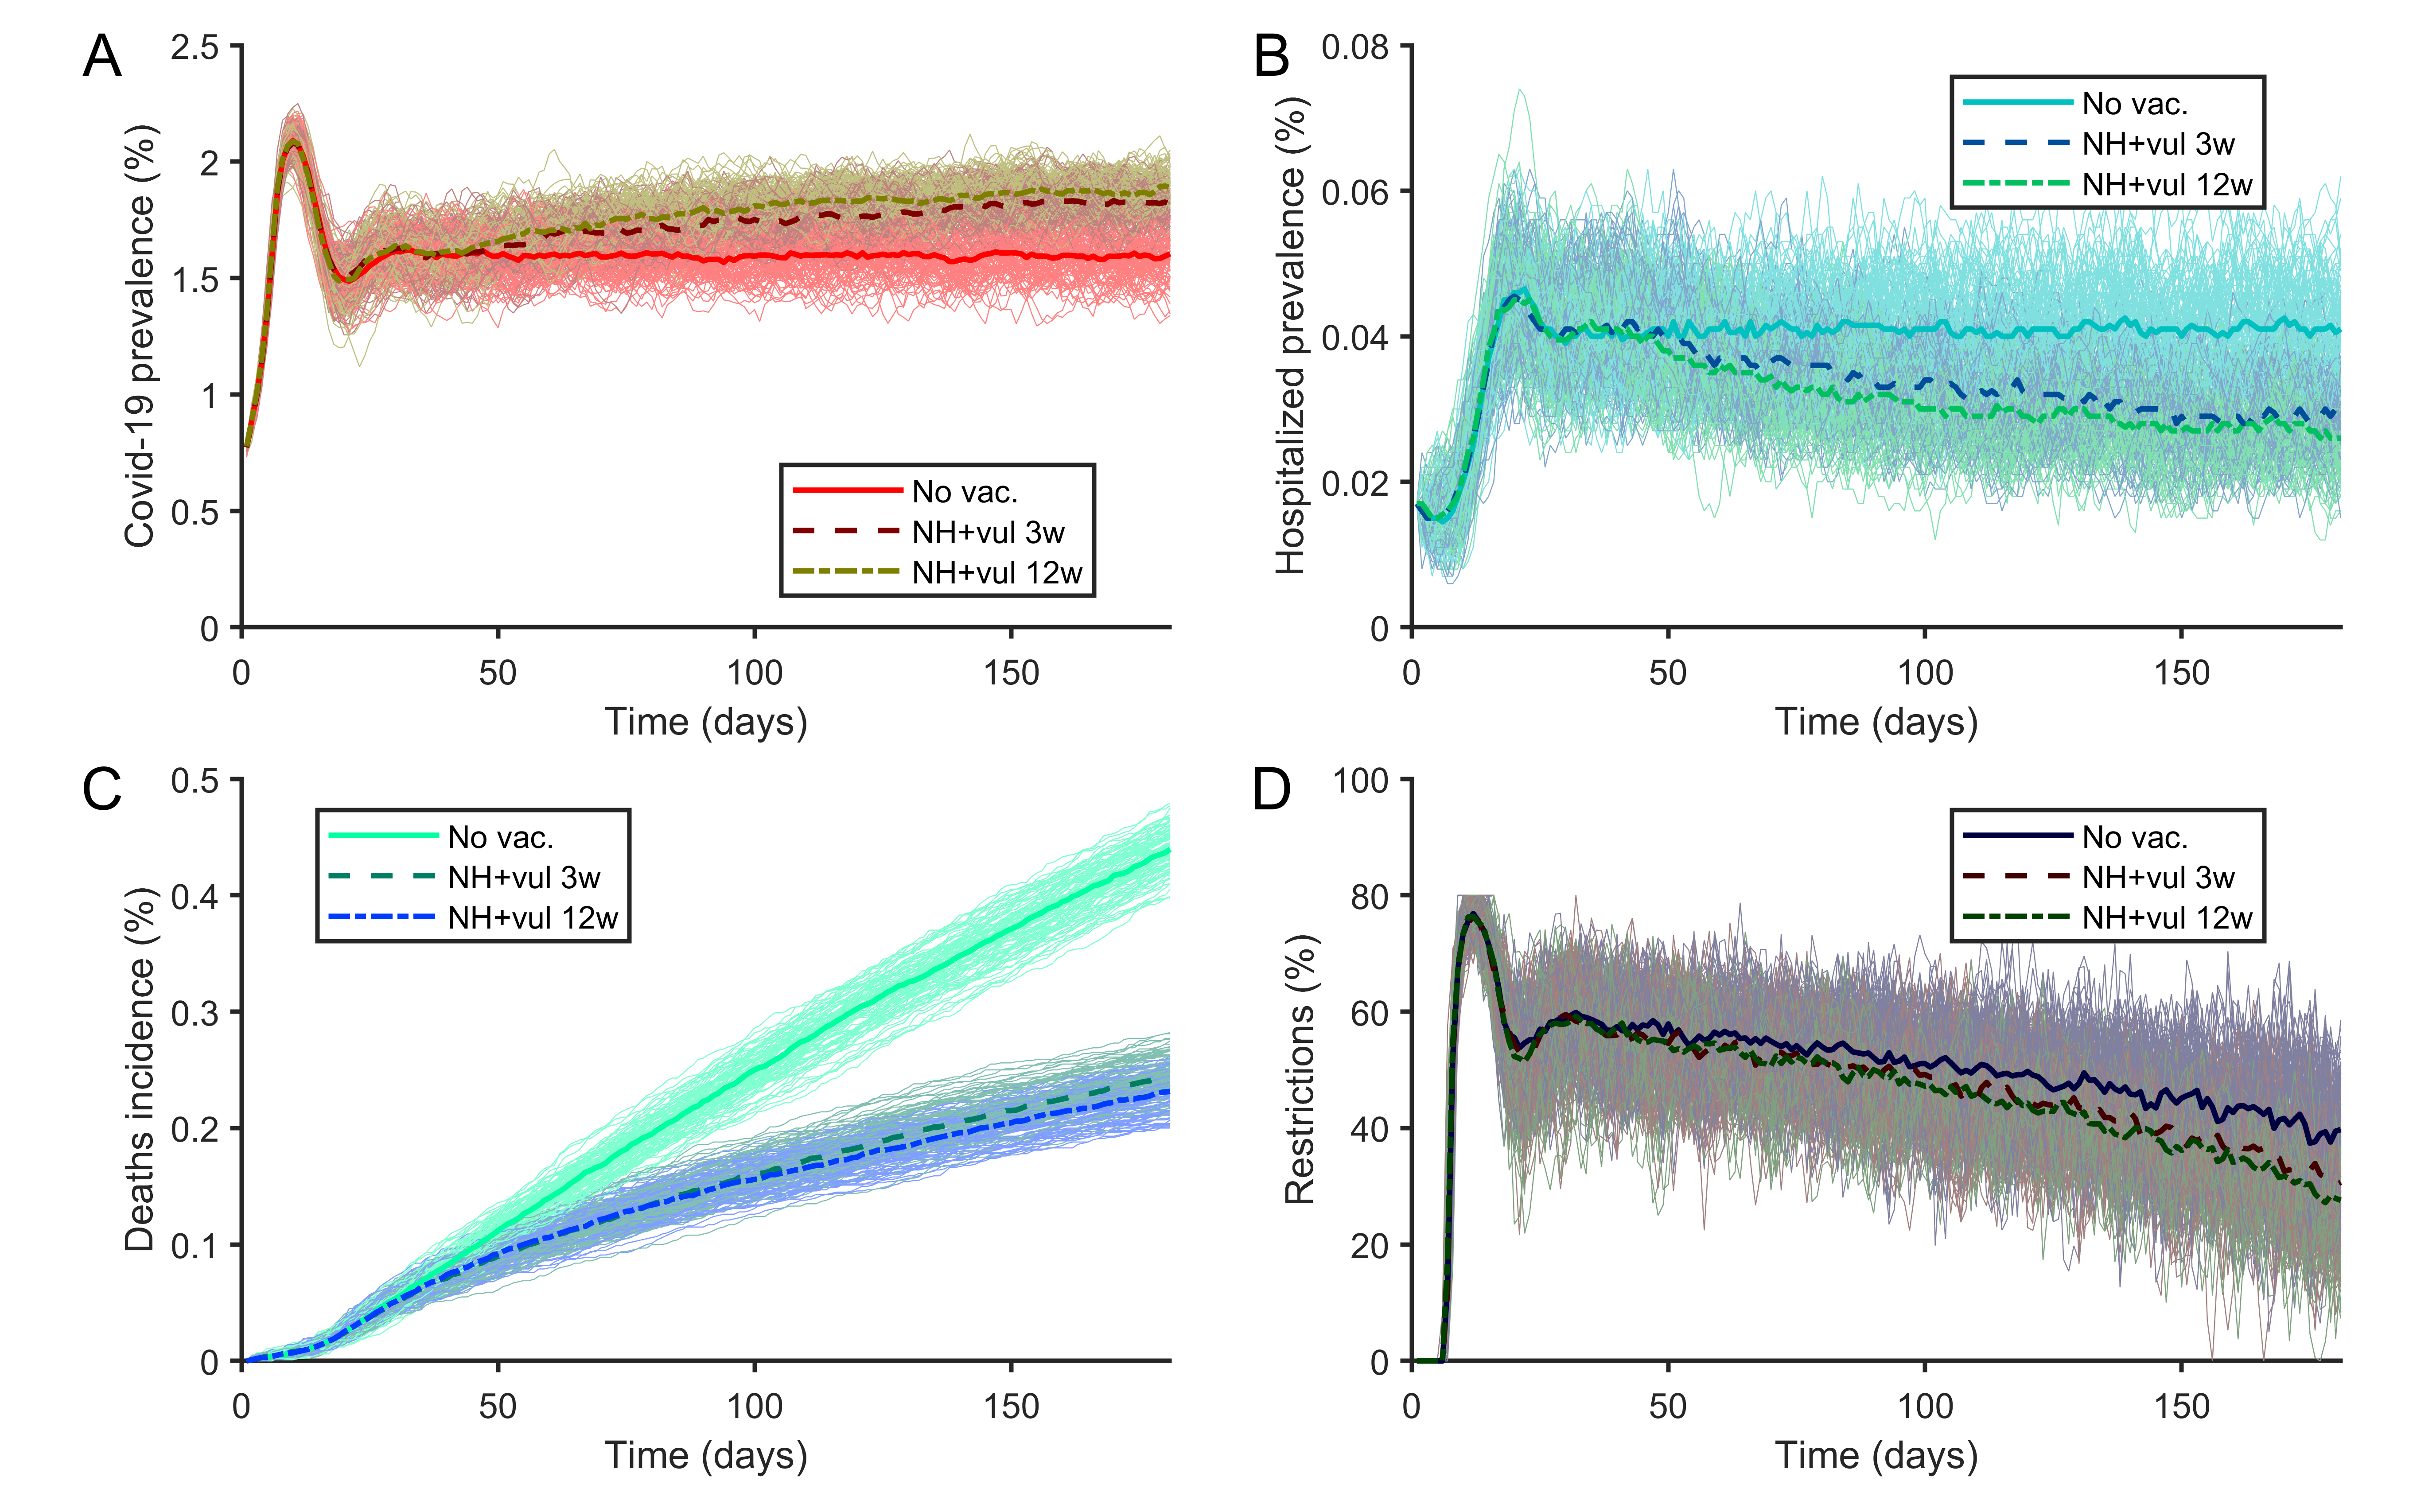 A
Covid-19 prevalence (%)
2.5
2
1.5
1
0.5
0
0
50
100
150
Time (days)
No vac.
NH+vul 3w
NH+vul 12w
B
Hospitalized prevalence (%)
0.08
0.06
0.04
0.02
0
0
50
100
150
Time (days)
No vac.
NH+vul 3w
NH+vul 12w
C
Deaths incidence (%)
0.5
0.4
0.3
0.2
0.1
0
0
50
100
150
Time (days)
No vac.
NH+vul 3w
NH+vul 12w
D
Restrictions (%)
100
80
60
40
20
0
0
50
100
150
Time (days)
No vac.
NH+vul 3w
NH+vul 12w